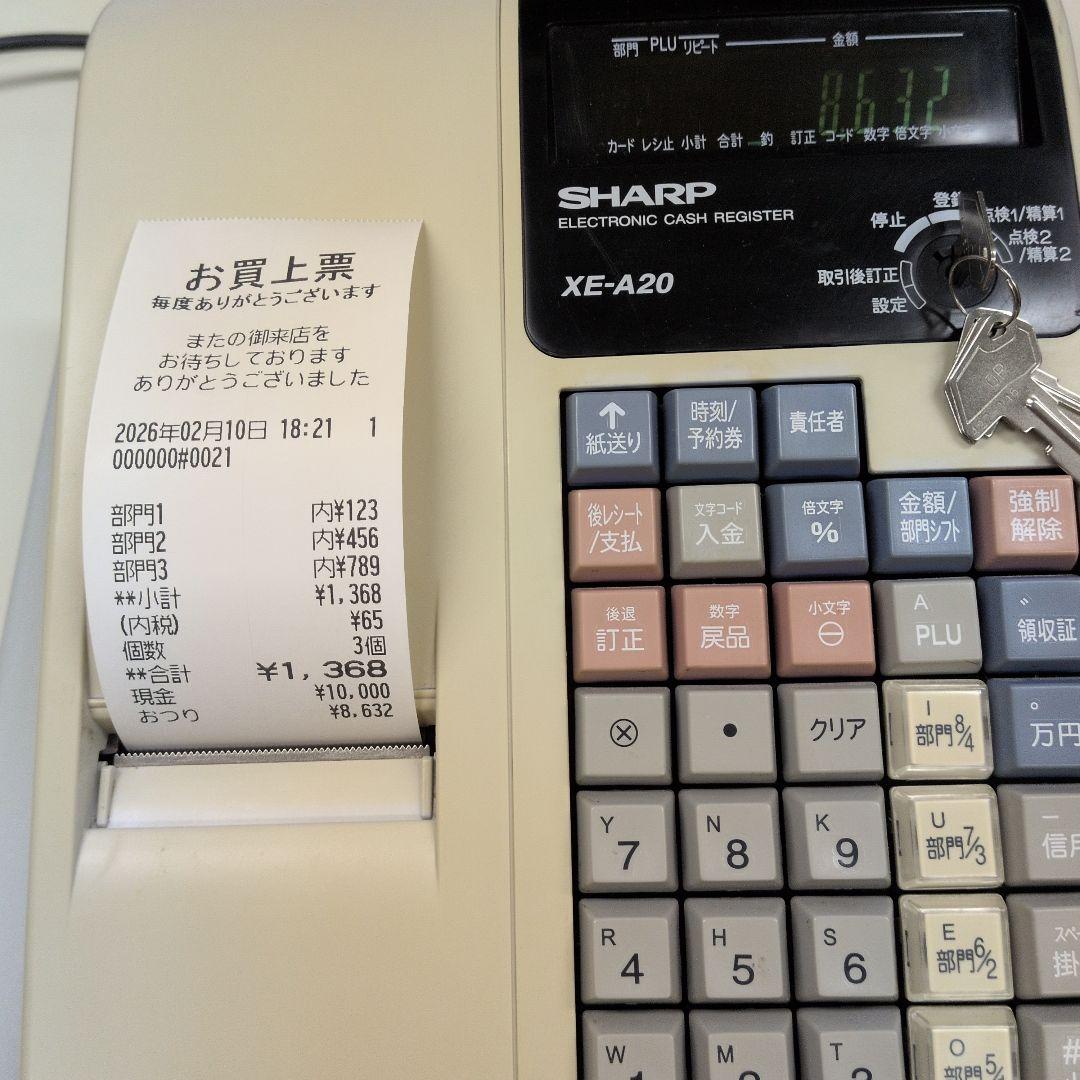 部門 PLU リピート 金額
8632
カード レシ止 小計 合計 釣 訂正 コード 数字 倍文字 小文字
SHARP
ELECTRONIC CASH REGISTER
XE-A20
停止 登録 点検1/精算1
点検2
/精算2
取引後訂正
設定
お買上票
毎度ありがとうございます
またの御来店を
お待ちしております
ありがとうございました
2026年02月10日 18:21 1
000000#0021
部門1 内¥123
部門2 内¥456
部門3 内¥789
**小計 ¥1,368
(内税) ¥65
個数 3個
**合計 ¥1,368
現金 ¥10,000
おつり ¥8,632
↑
紙送り
時刻/
予約券
責任者
後レシート
/支払
文字コード
入金
倍文字
%
金額/
部門シフト
強制
解除
後退
訂正
数字
戻品
小文字
⊖
A
PLU
゛
領収証
⊗
•
クリア
I
部門8/4
゜
万円
Y
7
N
8
K
9
U
部門7/3
ー
信用
R
4
H
5
S
6
E
部門6/2
スペー
掛
W
1
M
2
T
3
O
部門5/
#